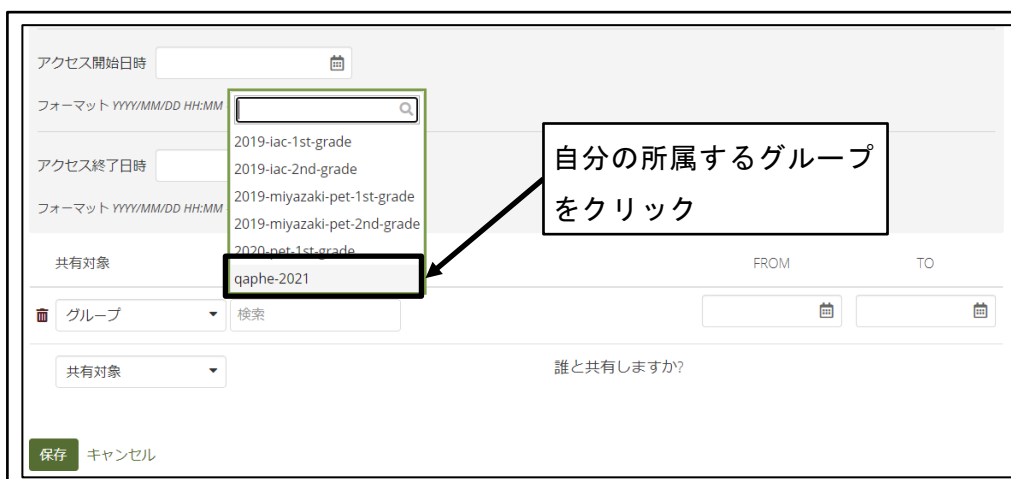 アクセス開始日時
フォーマット YYYY/MM/DD HH:MM
2019-iac-1st-grade
アクセス終了日時
2019-iac-2nd-grade
2019-miyazaki-pet-1st-grade
フォーマット YYYY/MM/DD HH:MM
2019-miyazaki-pet-2nd-grade
2020-pet-1st-grade
qaphe-2021
自分の所属するグループ
をクリック
共有対象 FROM TO
グループ 検索
共有対象 誰と共有しますか?
保存 キャンセル